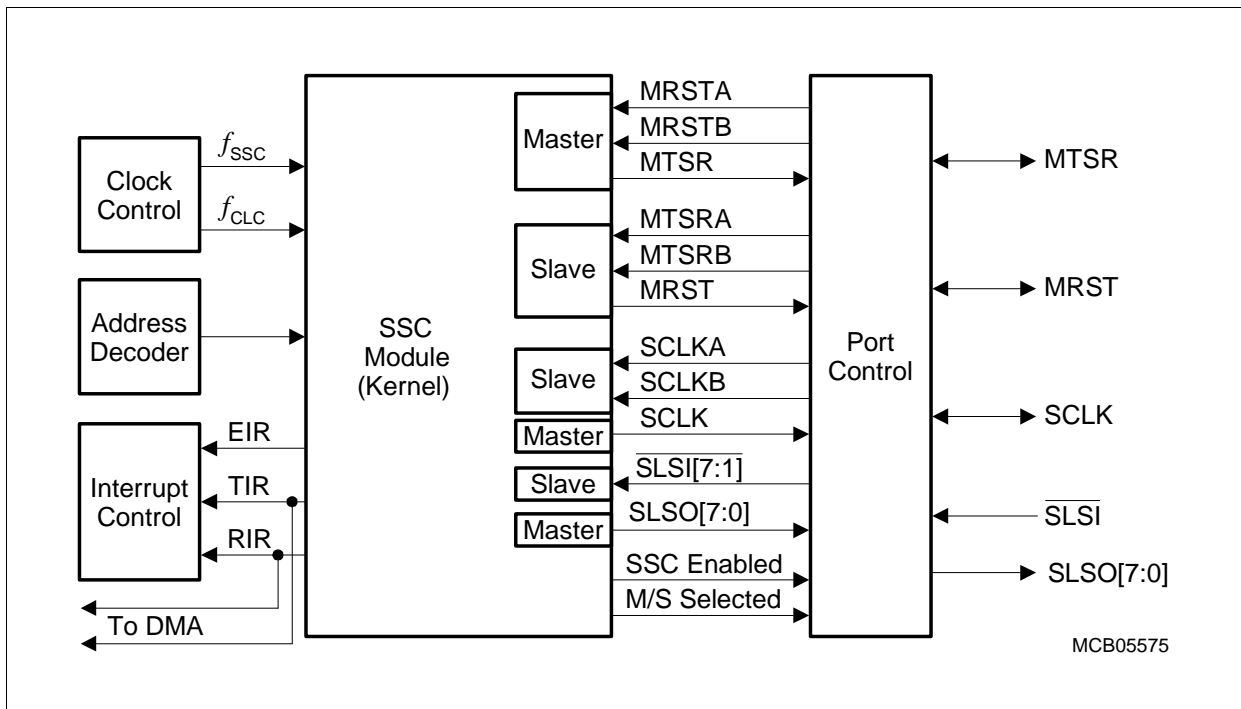 Clock
Control
fSSC
fCLC
Address
Decoder
Interrupt
Control
EIR
TIR
RIR
To DMA
SSC
Module
(Kernel)
Master
Slave
Slave
Master
Slave
Master
MRSTA
MRSTB
MTSR
MTSRA
MTSRB
MRST
SCLKA
SCLKB
SCLK
SLSI[7:1]
SLSO[7:0]
SSC Enabled
M/S Selected
Port
Control
MTSR
MRST
SCLK
SLSI
SLSO[7:0]
MCB05575